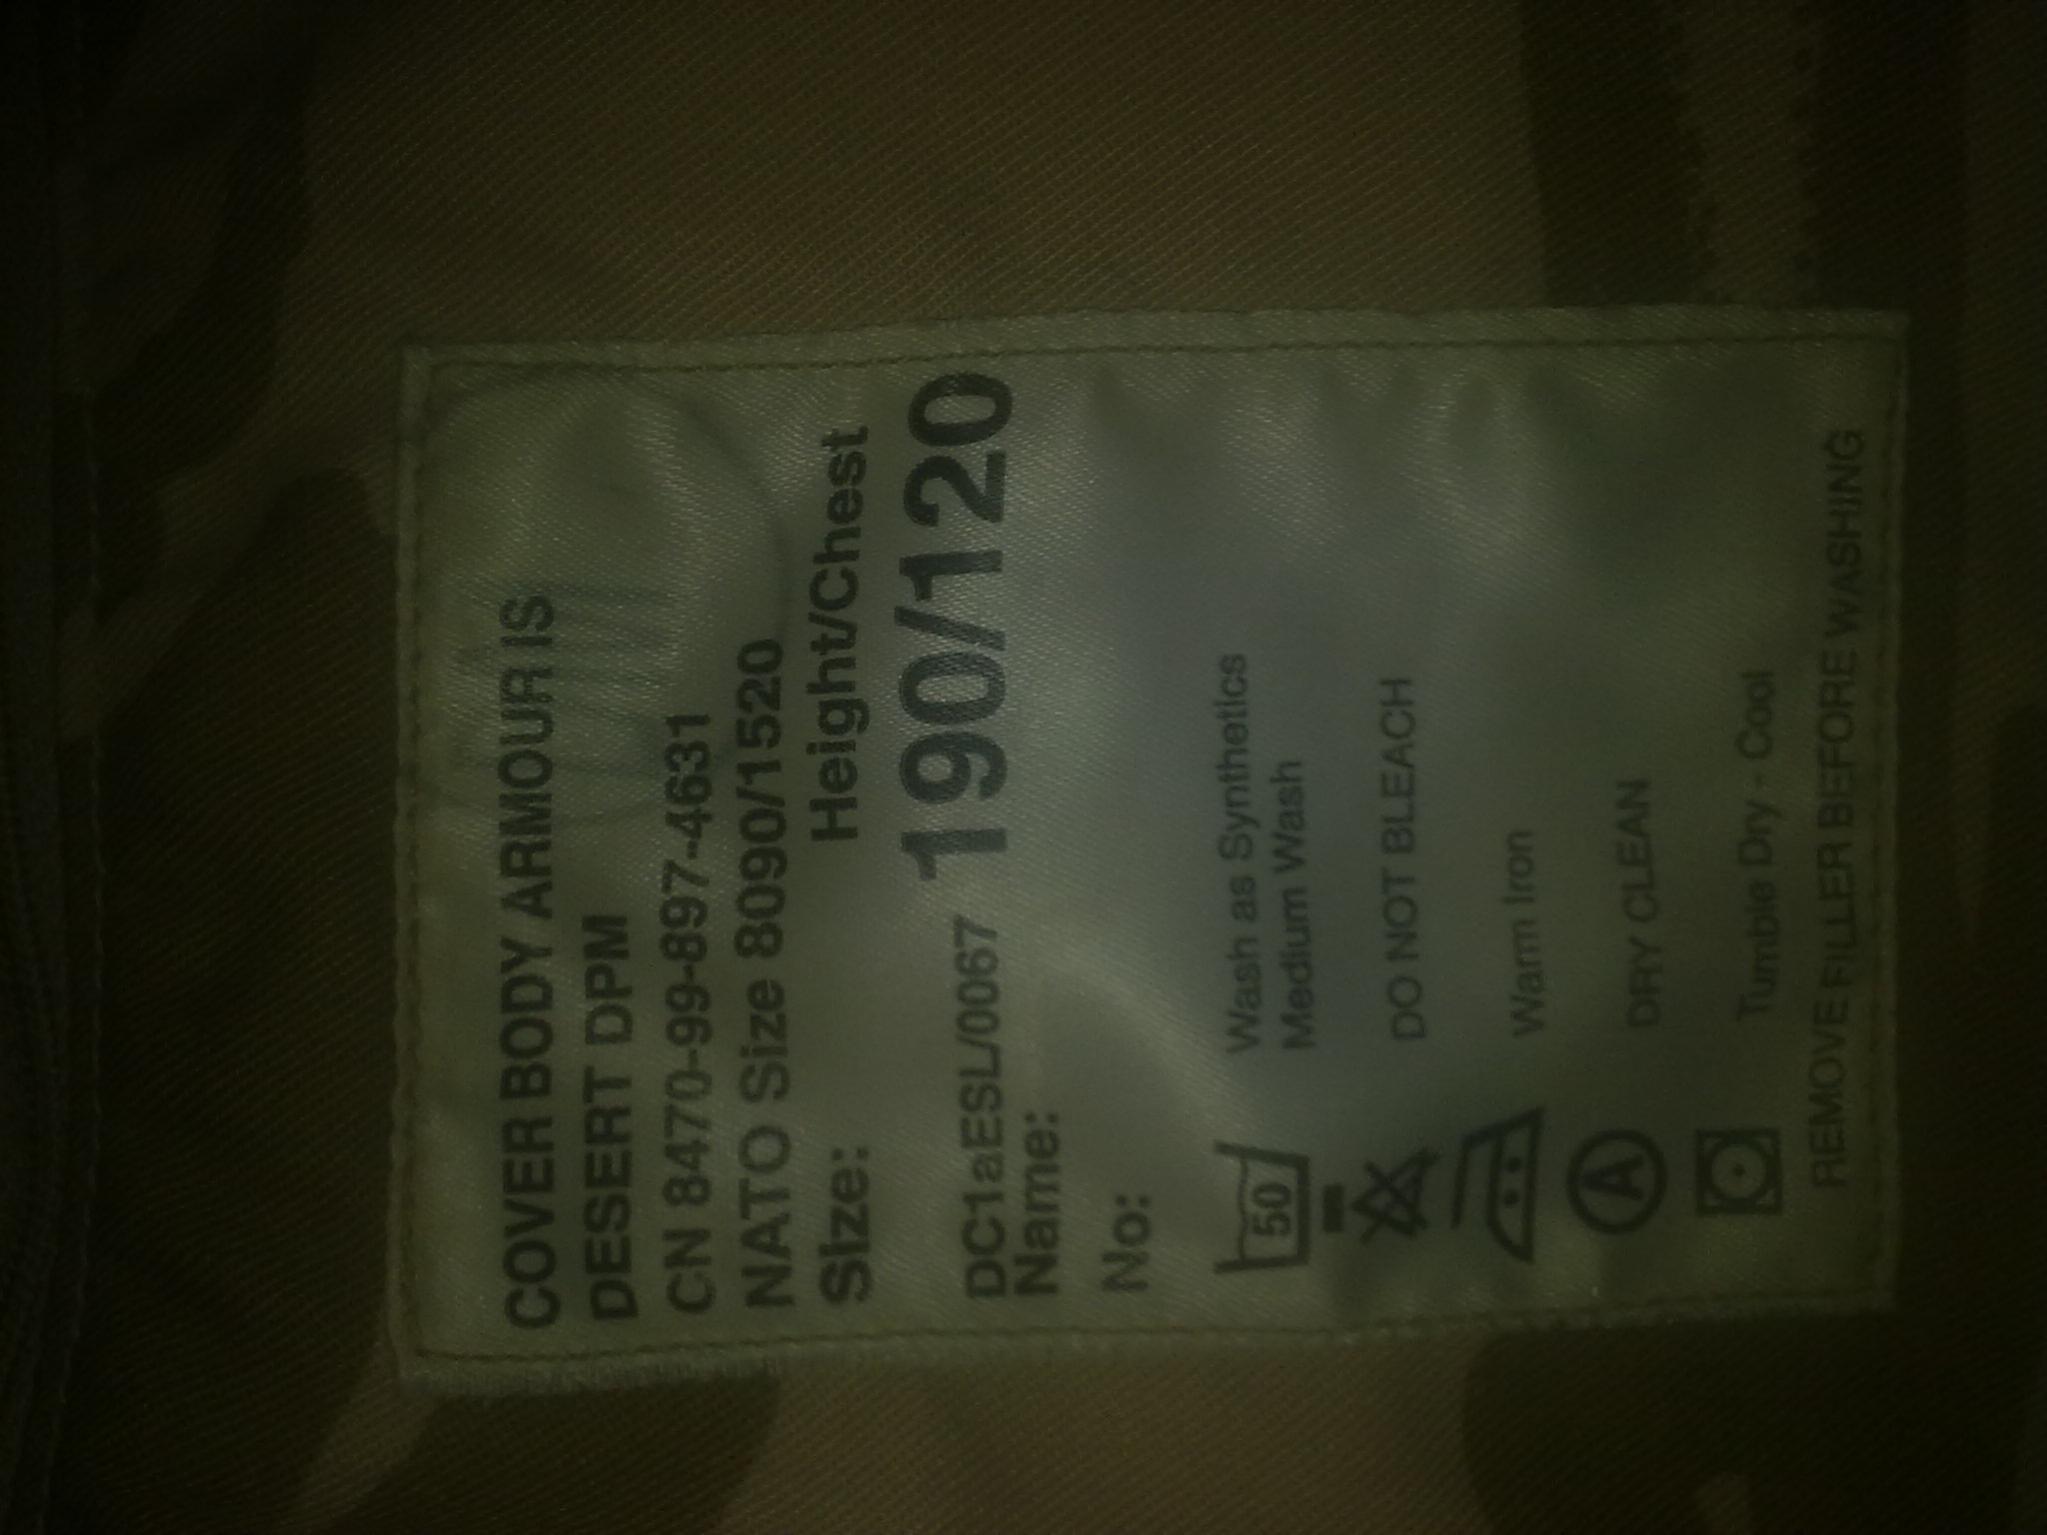 COVER BODY ARMOUR IS
DESERT DPM
CN 8470-99-897-4631
NATO Size 8090/1520
Size: Height/Chest
190/120
DC1aESL/0067
Name:
No:
50 Wash as Synthetics
Medium Wash
DO NOT BLEACH
Warm Iron
A DRY CLEAN
Tumble Dry - Cool
REMOVE FILLER BEFORE WASHING